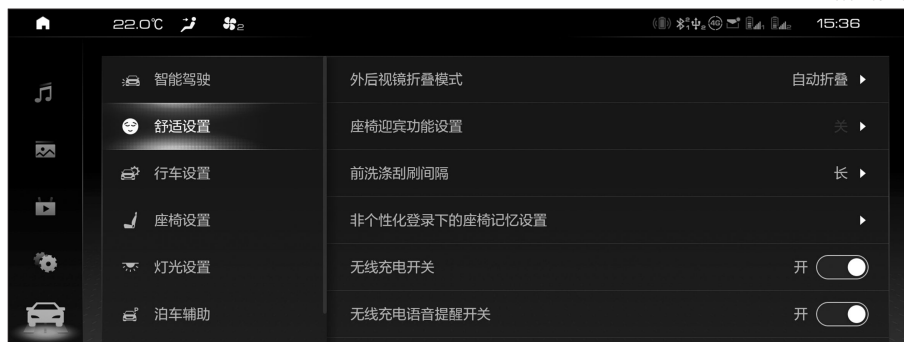 22.0℃ 2 15:36
智能驾驶
舒适设置
行车设置
座椅设置
灯光设置
泊车辅助
外后视镜折叠模式 自动折叠
座椅迎宾功能设置 关
前洗涤刮刷间隔 长
非个性化登录下的座椅记忆设置
无线充电开关 开
无线充电语音提醒开关 开